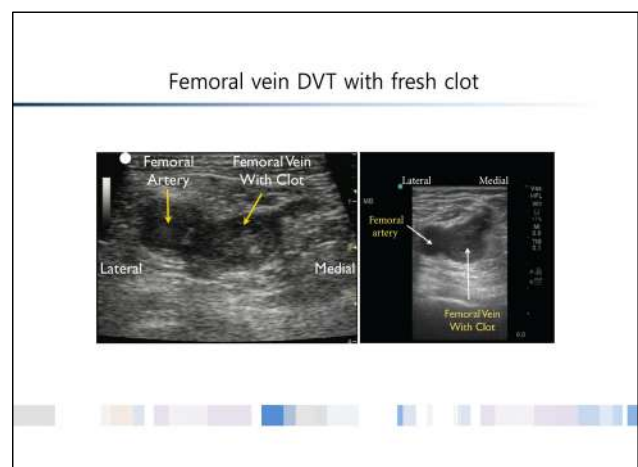 Femoral vein DVT with fresh clot
Femoral
Artery
Femoral Vein
With Clot
Lateral
Medial
Lateral
Medial
MB
Femoral
artery
Femoral Vein
With Clot